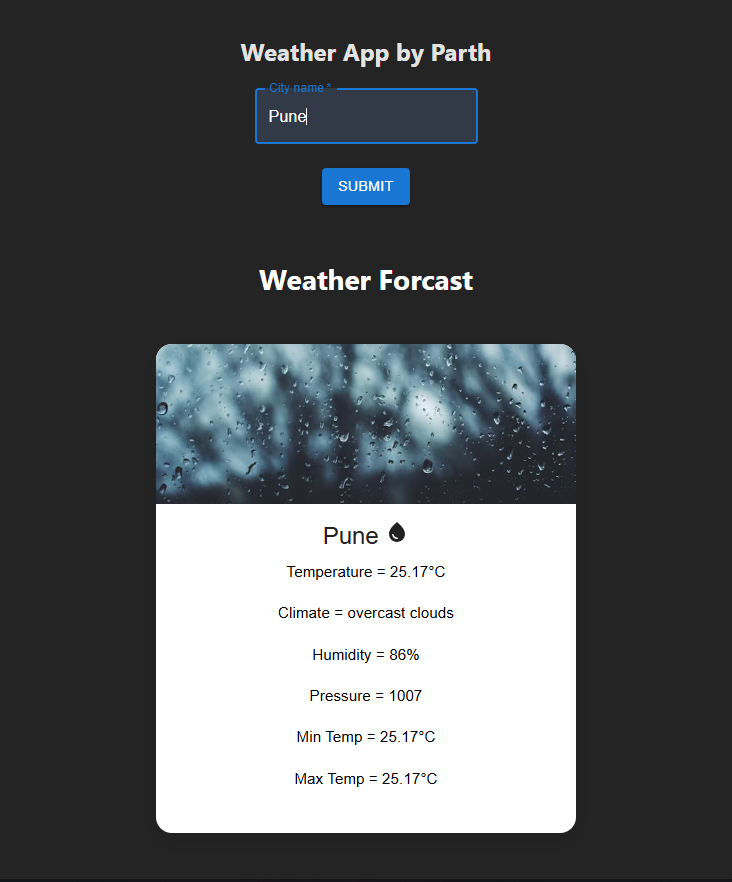 Weather App by Parth
City name *
Pune
SUBMIT
Weather Forcast
Pune
Temperature = 25.17°C
Climate = overcast clouds
Humidity = 86%
Pressure = 1007
Min Temp = 25.17°C
Max Temp = 25.17°C